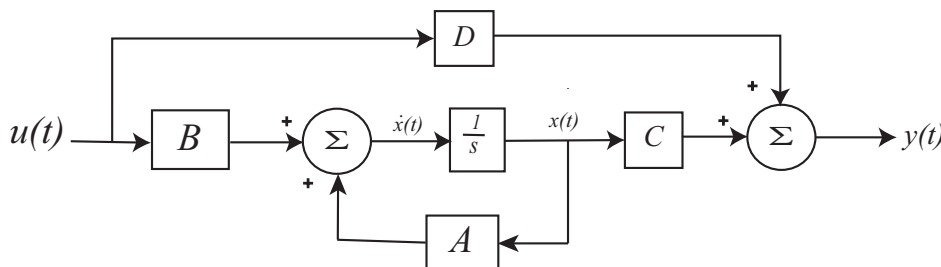 D
+
u(t)
B
+
Σ
ẋ(t)
1
s
x(t)
C
+
Σ
y(t)
+
A